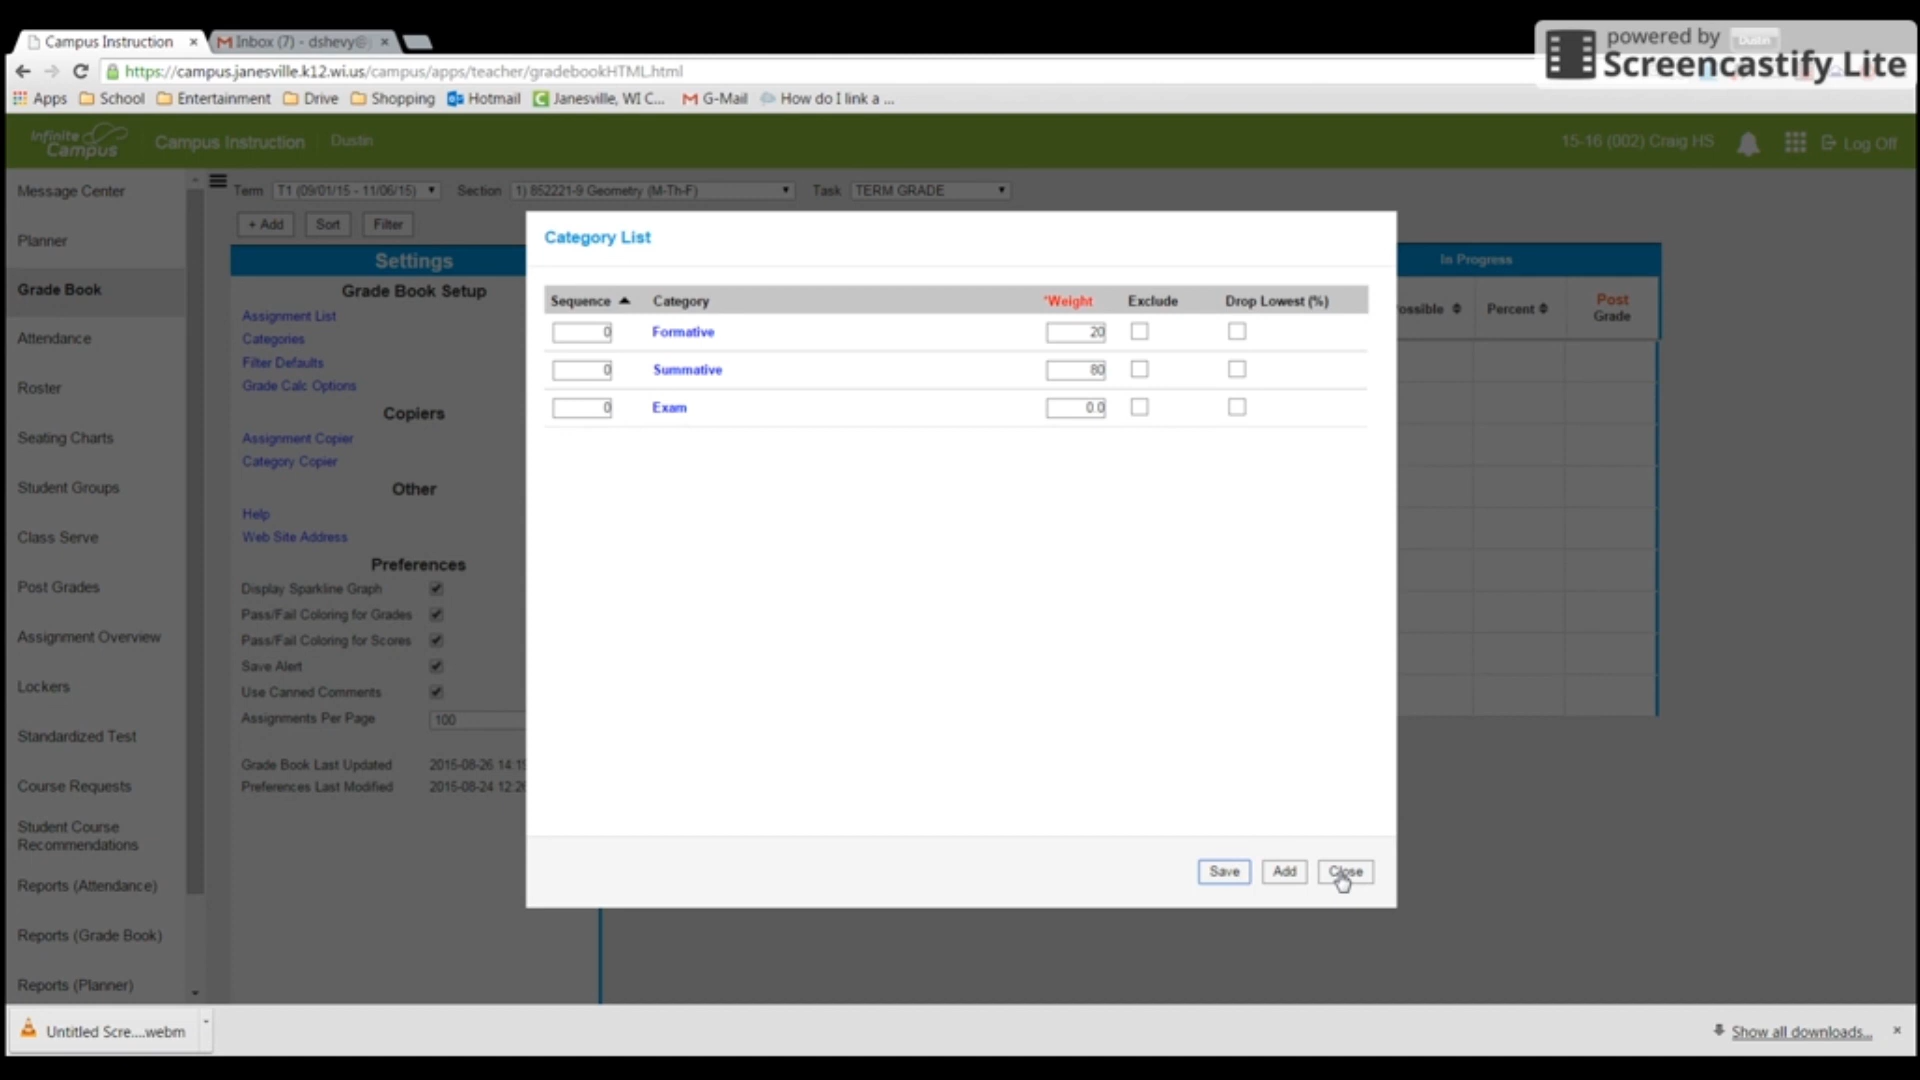 Campus Instruction
Inbox (7) - dshevy@
powered by
Dustin
Screencastify Lite
https://campus.janesville.k12.wi.us/campus/apps/teacher/gradebookHTML.html
Apps School Entertainment Drive Shopping Hotmail Janesville, WI C... G-Mail How do I link a ...
Infinite Campus
Campus Instruction Dustin
15-16 (002) Craig HS Log Off
Message Center
Planner
Grade Book
Attendance
Roster
Seating Charts
Student Groups
Class Serve
Post Grades
Assignment Overview
Lockers
Standardized Test
Course Requests
Student Course
Recommendations
Reports (Attendance)
Reports (Grade Book)
Reports (Planner)
Term T1 (09/01/15 - 11/06/15) Section 1) 852221-9 Geometry (M-Th-F) Task TERM GRADE
+ Add Sort Filter
Settings
Grade Book Setup
Assignment List
Categories
Filter Defaults
Grade Calc Options
Copiers
Assignment Copier
Category Copier
Other
Help
Web Site Address
Preferences
Display Sparkline Graph
Pass/Fail Coloring for Grades
Pass/Fail Coloring for Scores
Save Alert
Use Canned Comments
Assignments Per Page 100
Grade Book Last Updated 2015-08-26 14:19
Preferences Last Modified 2015-08-24 12:26
Category List
Sequence Category *Weight Exclude Drop Lowest (%)
0 Formative 20
0 Summative 80
0 Exam 0.0
Save Add Close
In Progress
ossible Percent Post
Grade
Untitled Scre....webm
Show all downloads...